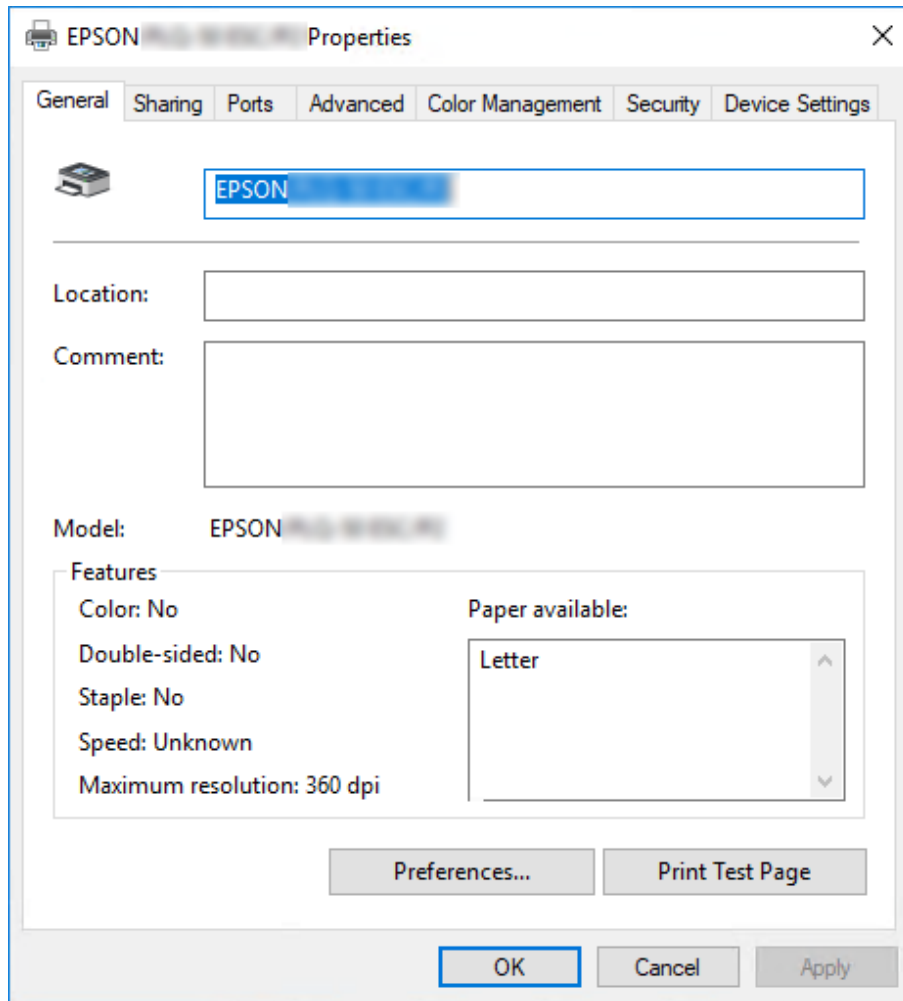 EPSON Properties
General Sharing Ports Advanced Color Management Security Device Settings
EPSON
Location:
Comment:
Model: EPSON
Features
Color: No
Double-sided: No
Staple: No
Speed: Unknown
Maximum resolution: 360 dpi
Paper available:
Letter
Preferences... Print Test Page
OK Cancel Apply